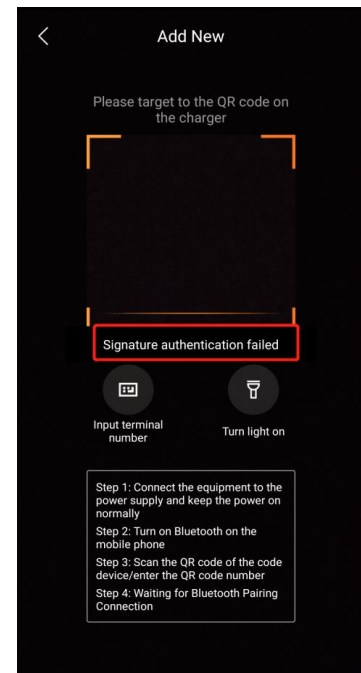 Add New
Please target to the QR code on
the charger
Signature authentication failed
Input terminal
number
Turn light on
Step 1: Connect the equipment to the
power supply and keep the power on
normally
Step 2: Turn on Bluetooth on the
mobile phone
Step 3: Scan the QR code of the code
device/enter the QR code number
Step 4: Waiting for Bluetooth Pairing
Connection